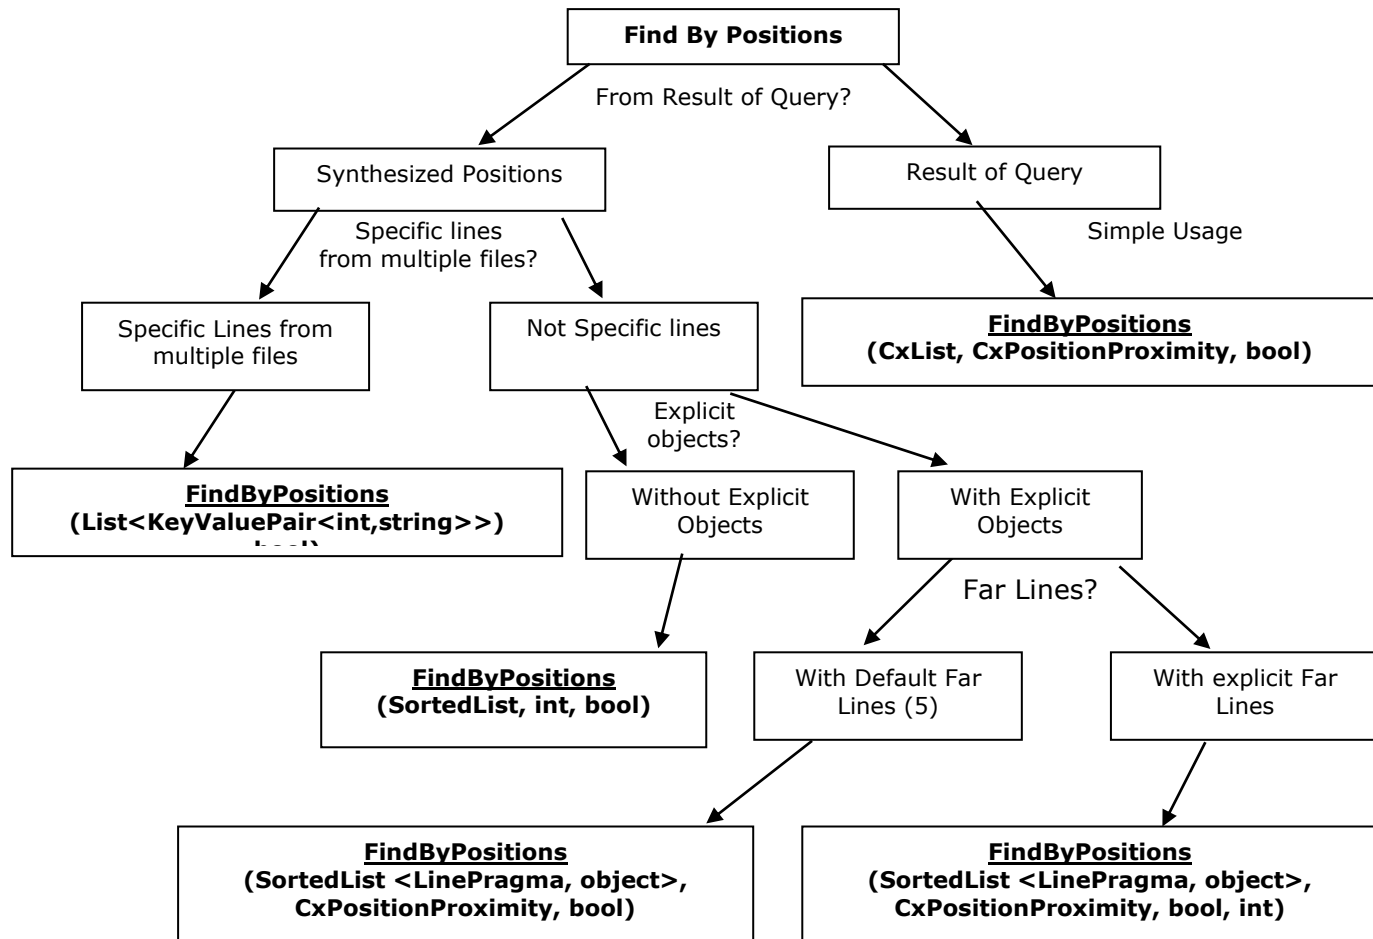 Find By Positions
From Result of Query?
Synthesized Positions
Result of Query
Specific lines
from multiple files?
Simple Usage
Specific Lines from
multiple files
Not Specific lines
FindByPositions
(CxList, CxPositionProximity, bool)
Explicit
objects?
FindByPositions
(List<KeyValuePair<int,string>>)
bool)
Without Explicit
Objects
With Explicit
Objects
Far Lines?
FindByPositions
(SortedList, int, bool)
With Default Far
Lines (5)
With explicit Far
Lines
FindByPositions
(SortedList <LinePragma, object>,
CxPositionProximity, bool)
FindByPositions
(SortedList <LinePragma, object>,
CxPositionProximity, bool, int)